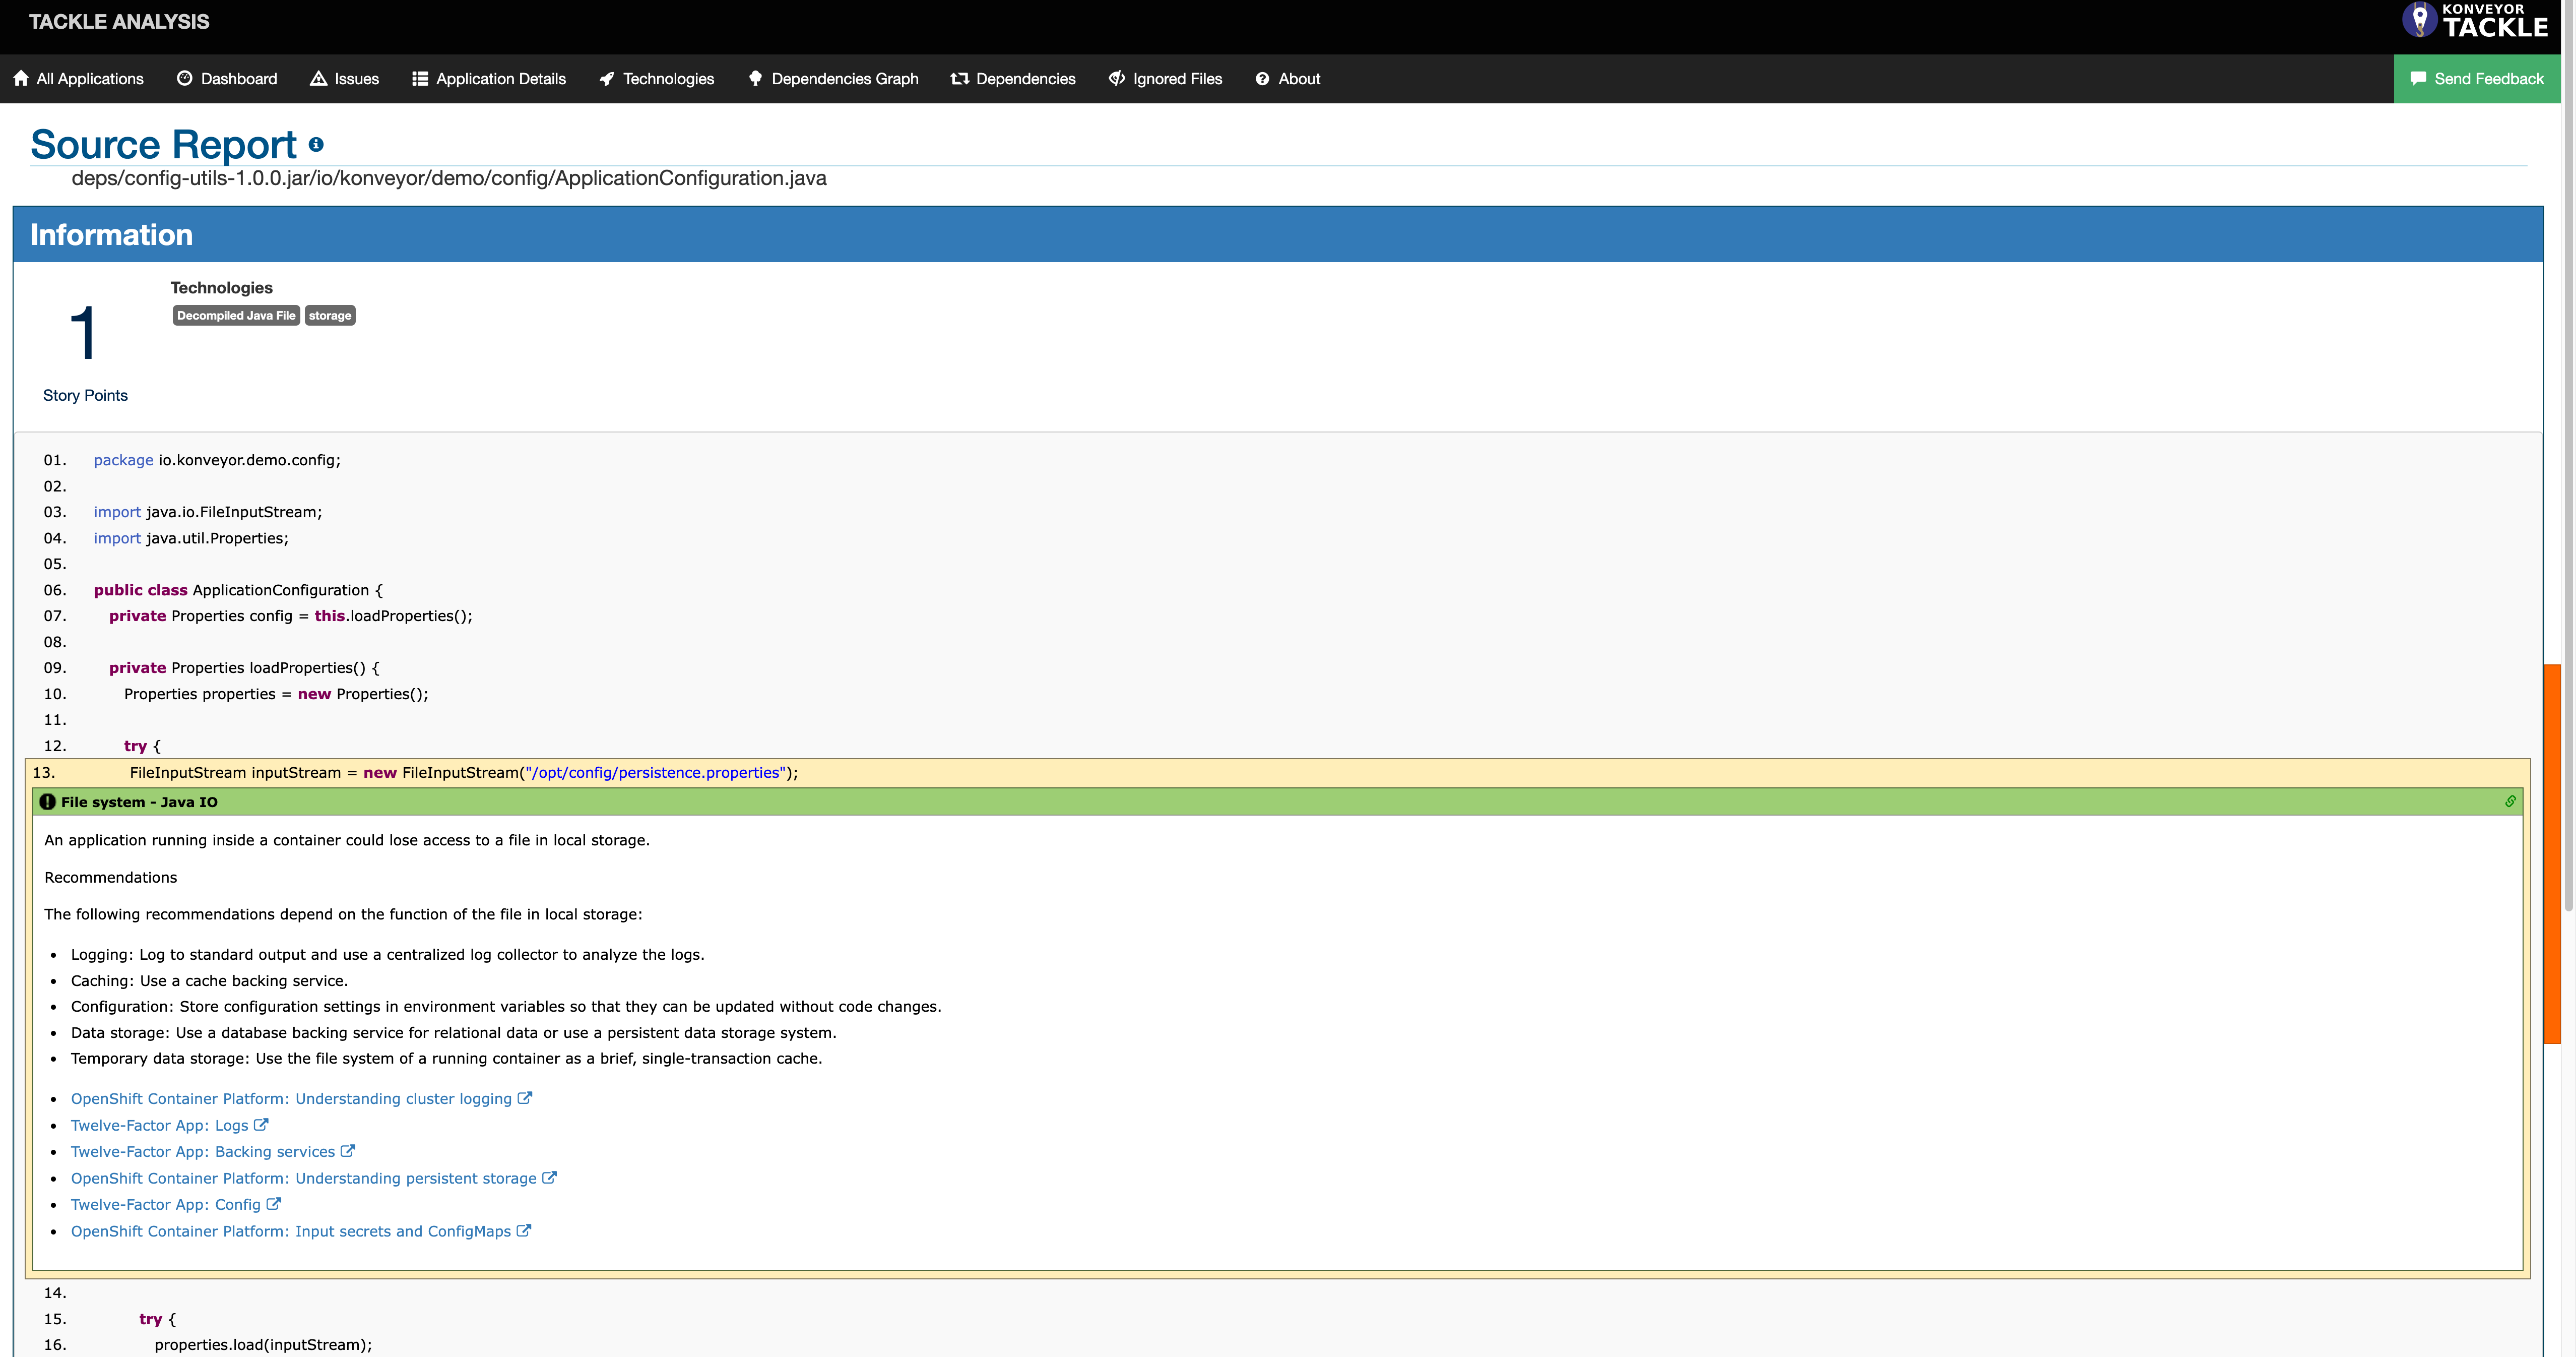 TACKLE ANALYSIS
KONVEYOR
TACKLE
All Applications Dashboard Issues Application Details Technologies Dependencies Graph Dependencies Ignored Files About Send Feedback
Source Report
deps/config-utils-1.0.0.jar/io/konveyor/demo/config/ApplicationConfiguration.java
Information
1
Story Points
Technologies
Decompiled Java File storage
01. package io.konveyor.demo.config;
02.
03. import java.io.FileInputStream;
04. import java.util.Properties;
05.
06. public class ApplicationConfiguration {
07. private Properties config = this.loadProperties();
08.
09. private Properties loadProperties() {
10. Properties properties = new Properties();
11.
12. try {
13. FileInputStream inputStream = new FileInputStream("/opt/config/persistence.properties");
File system - Java IO
An application running inside a container could lose access to a file in local storage.
Recommendations
The following recommendations depend on the function of the file in local storage:
• Logging: Log to standard output and use a centralized log collector to analyze the logs.
• Caching: Use a cache backing service.
• Configuration: Store configuration settings in environment variables so that they can be updated without code changes.
• Data storage: Use a database backing service for relational data or use a persistent data storage system.
• Temporary data storage: Use the file system of a running container as a brief, single-transaction cache.
• OpenShift Container Platform: Understanding cluster logging
• Twelve-Factor App: Logs
• Twelve-Factor App: Backing services
• OpenShift Container Platform: Understanding persistent storage
• Twelve-Factor App: Config
• OpenShift Container Platform: Input secrets and ConfigMaps
14.
15. try {
16. properties.load(inputStream);